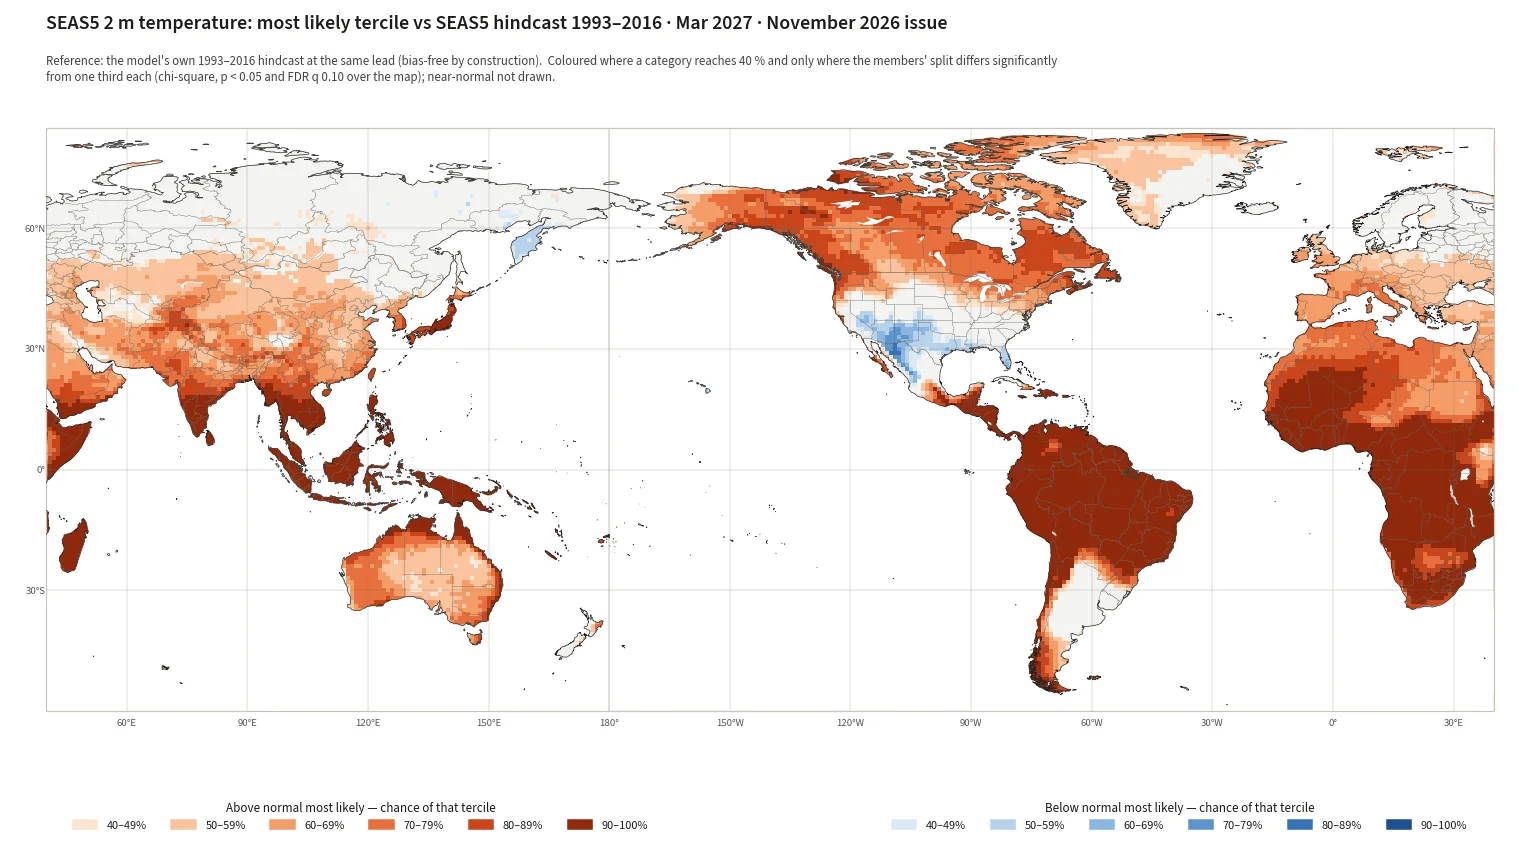 SEAS5 2 m temperature: most likely tercile vs SEAS5 hindcast 1993–2016 · Mar 2027 · November 2026 issue
Reference: the model's own 1993–2016 hindcast at the same lead (bias-free by construction).  Coloured where a category reaches 40 % and only where the members' split differs significantly
from one third each (chi-square, p < 0.05 and FDR q 0.10 over the map); near-normal not drawn.
60°N
30°N
0°
30°S
60°E 90°E 120°E 150°E 180° 150°W 120°W 90°W 60°W 30°W 0° 30°E
Above normal most likely — chance of that tercile
40–49% 50–59% 60–69% 70–79% 80–89% 90–100%
Below normal most likely — chance of that tercile
40–49% 50–59% 60–69% 70–79% 80–89% 90–100%